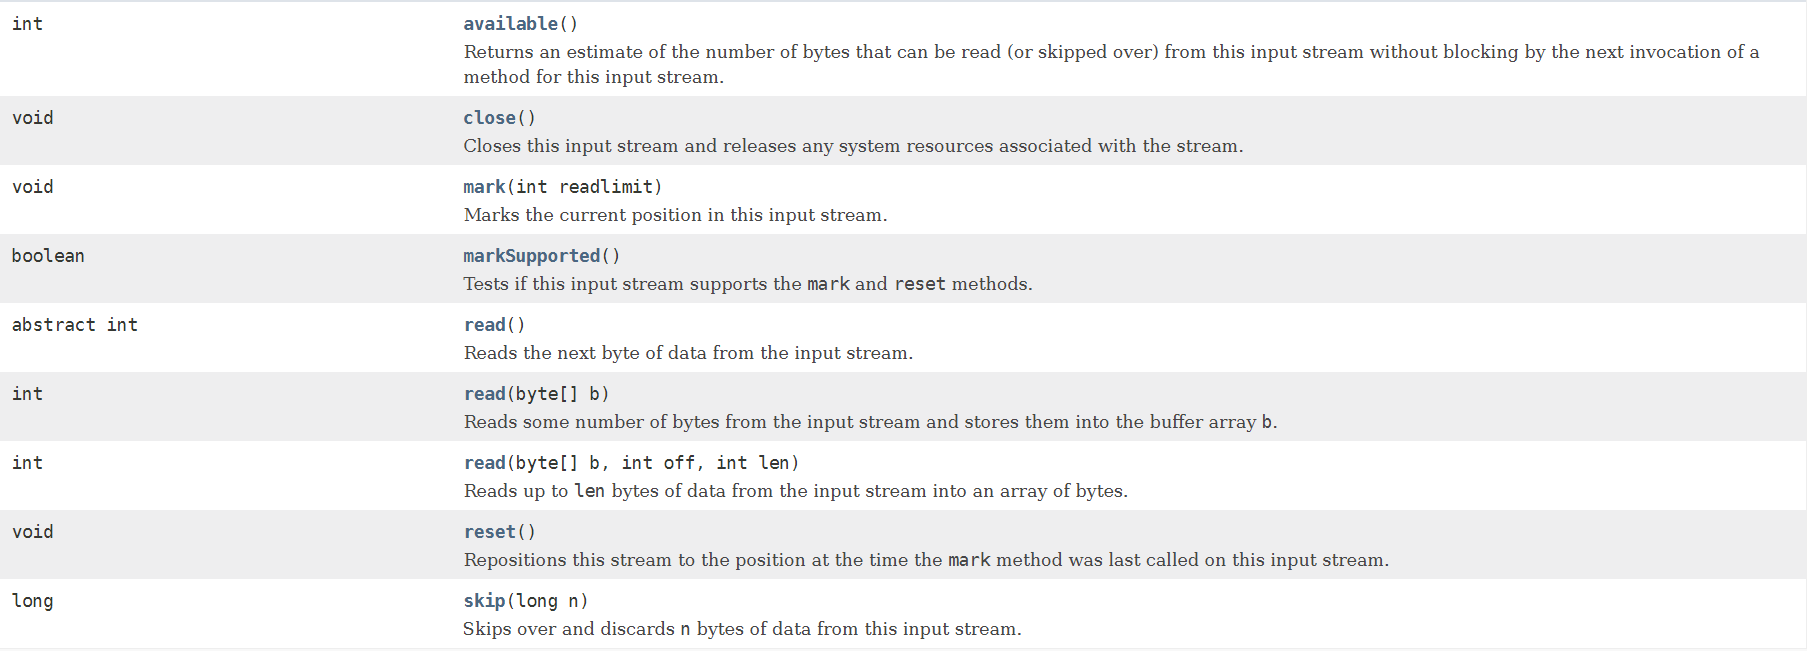 int available()
Returns an estimate of the number of bytes that can be read (or skipped over) from this input stream without blocking by the next invocation of a
method for this input stream.
void close()
Closes this input stream and releases any system resources associated with the stream.
void mark(int readlimit)
Marks the current position in this input stream.
boolean markSupported()
Tests if this input stream supports the mark and reset methods.
abstract int read()
Reads the next byte of data from the input stream.
int read(byte[] b)
Reads some number of bytes from the input stream and stores them into the buffer array b.
int read(byte[] b, int off, int len)
Reads up to len bytes of data from the input stream into an array of bytes.
void reset()
Repositions this stream to the position at the time the mark method was last called on this input stream.
long skip(long n)
Skips over and discards n bytes of data from this input stream.